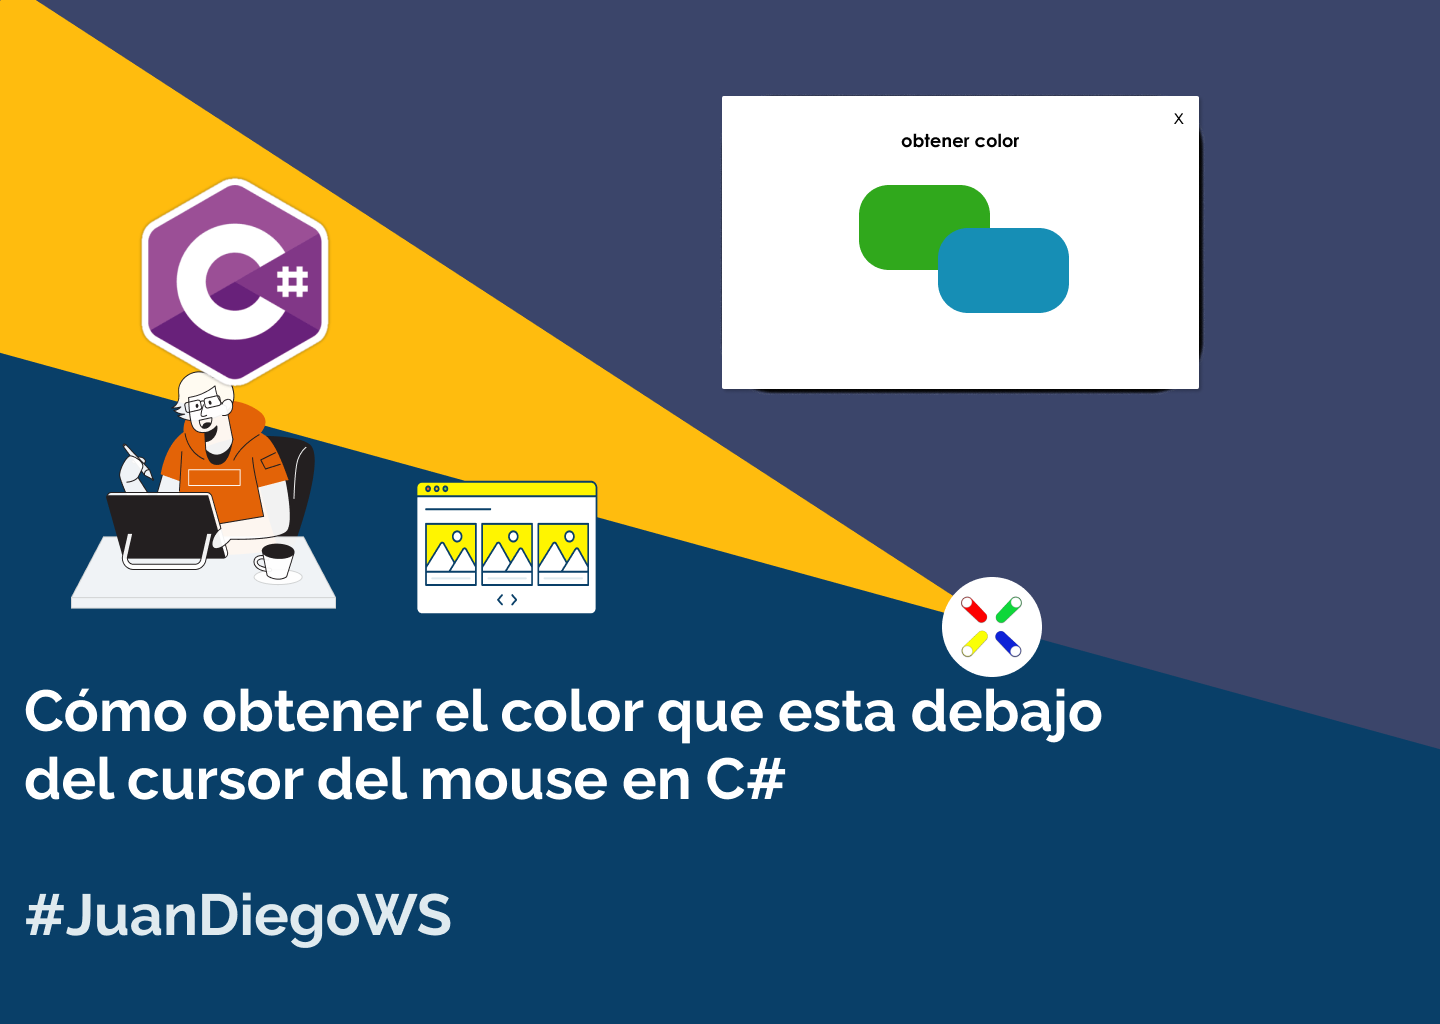 X
obtener color
C#
Cómo obtener el color que esta debajo
del cursor del mouse en C#
#JuanDiegoWS